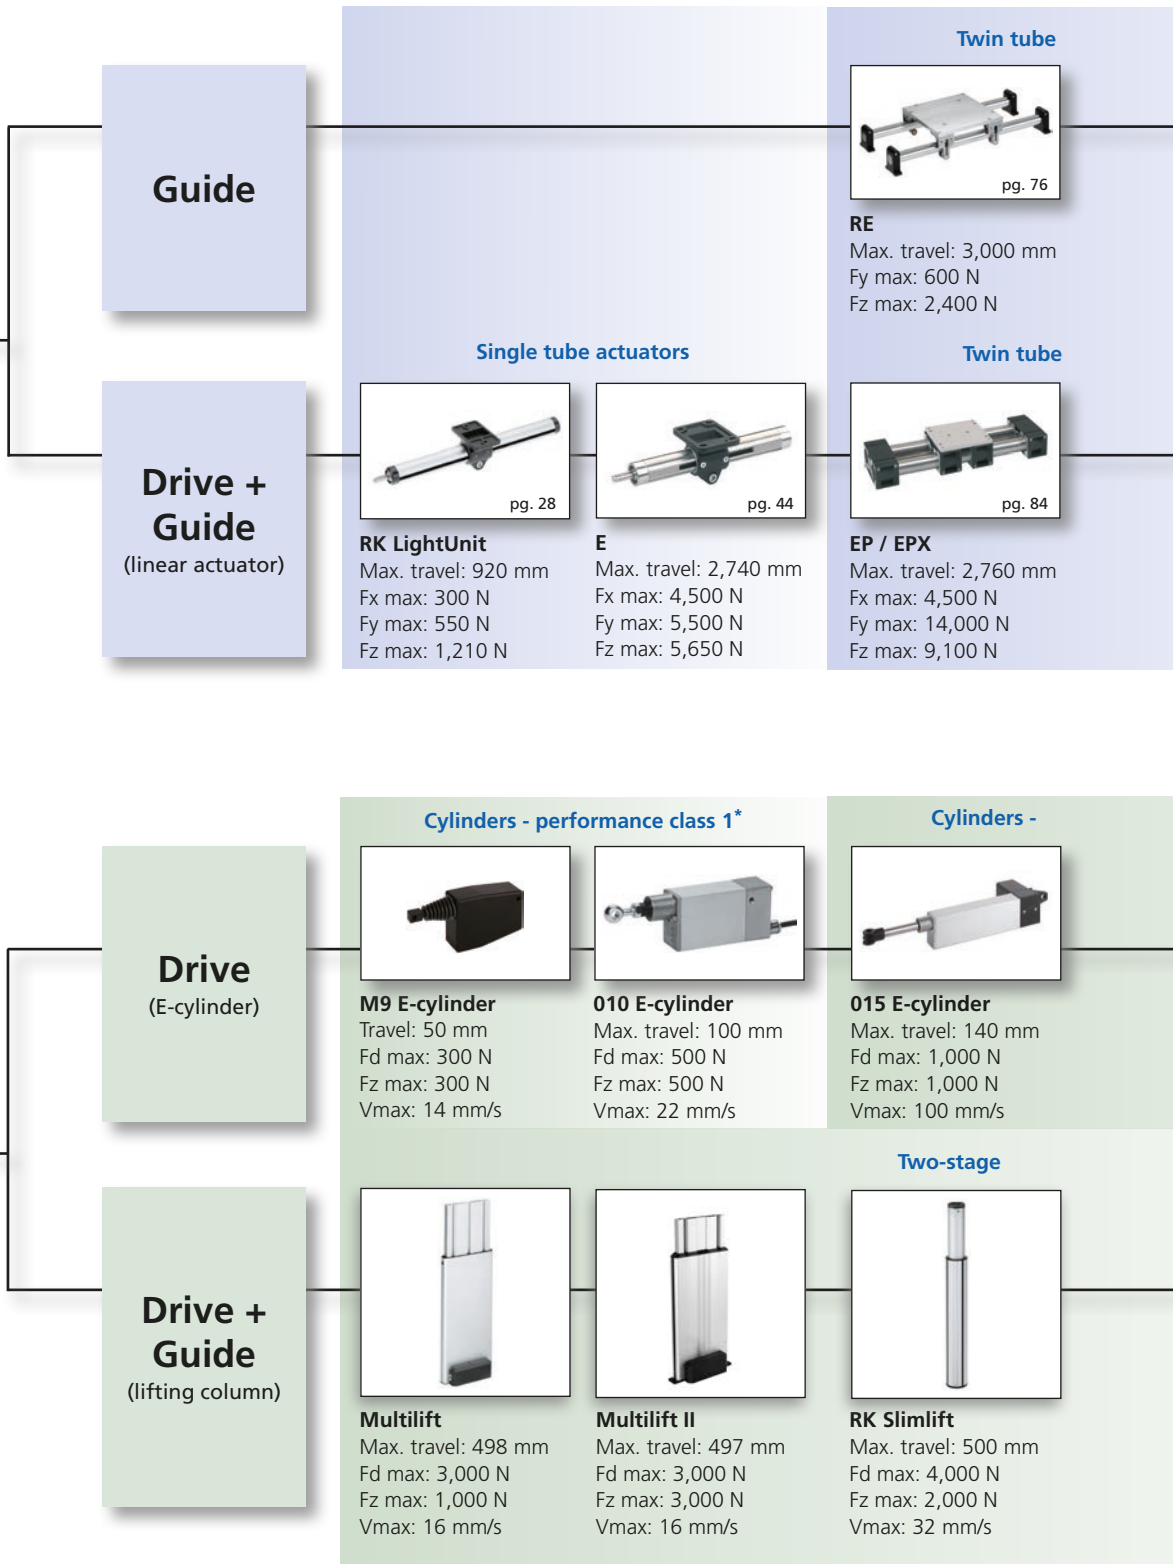 Twin tube
Guide
pg. 76
RE
Max. travel: 3,000 mm
Fy max: 600 N
Fz max: 2,400 N
Single tube actuators
Twin tube
Drive +
Guide
(linear actuator)
pg. 28
RK LightUnit
Max. travel: 920 mm
Fx max: 300 N
Fy max: 550 N
Fz max: 1,210 N
pg. 44
E
Max. travel: 2,740 mm
Fx max: 4,500 N
Fy max: 5,500 N
Fz max: 5,650 N
pg. 84
EP / EPX
Max. travel: 2,760 mm
Fx max: 4,500 N
Fy max: 14,000 N
Fz max: 9,100 N
Cylinders - performance class 1*
Cylinders -
Drive
(E-cylinder)
M9 E-cylinder
Travel: 50 mm
Fd max: 300 N
Fz max: 300 N
Vmax: 14 mm/s
010 E-cylinder
Max. travel: 100 mm
Fd max: 500 N
Fz max: 500 N
Vmax: 22 mm/s
015 E-cylinder
Max. travel: 140 mm
Fd max: 1,000 N
Fz max: 1,000 N
Vmax: 100 mm/s
Two-stage
Drive +
Guide
(lifting column)
Multilift
Max. travel: 498 mm
Fd max: 3,000 N
Fz max: 1,000 N
Vmax: 16 mm/s
Multilift II
Max. travel: 497 mm
Fd max: 3,000 N
Fz max: 3,000 N
Vmax: 16 mm/s
RK Slimlift
Max. travel: 500 mm
Fd max: 4,000 N
Fz max: 2,000 N
Vmax: 32 mm/s